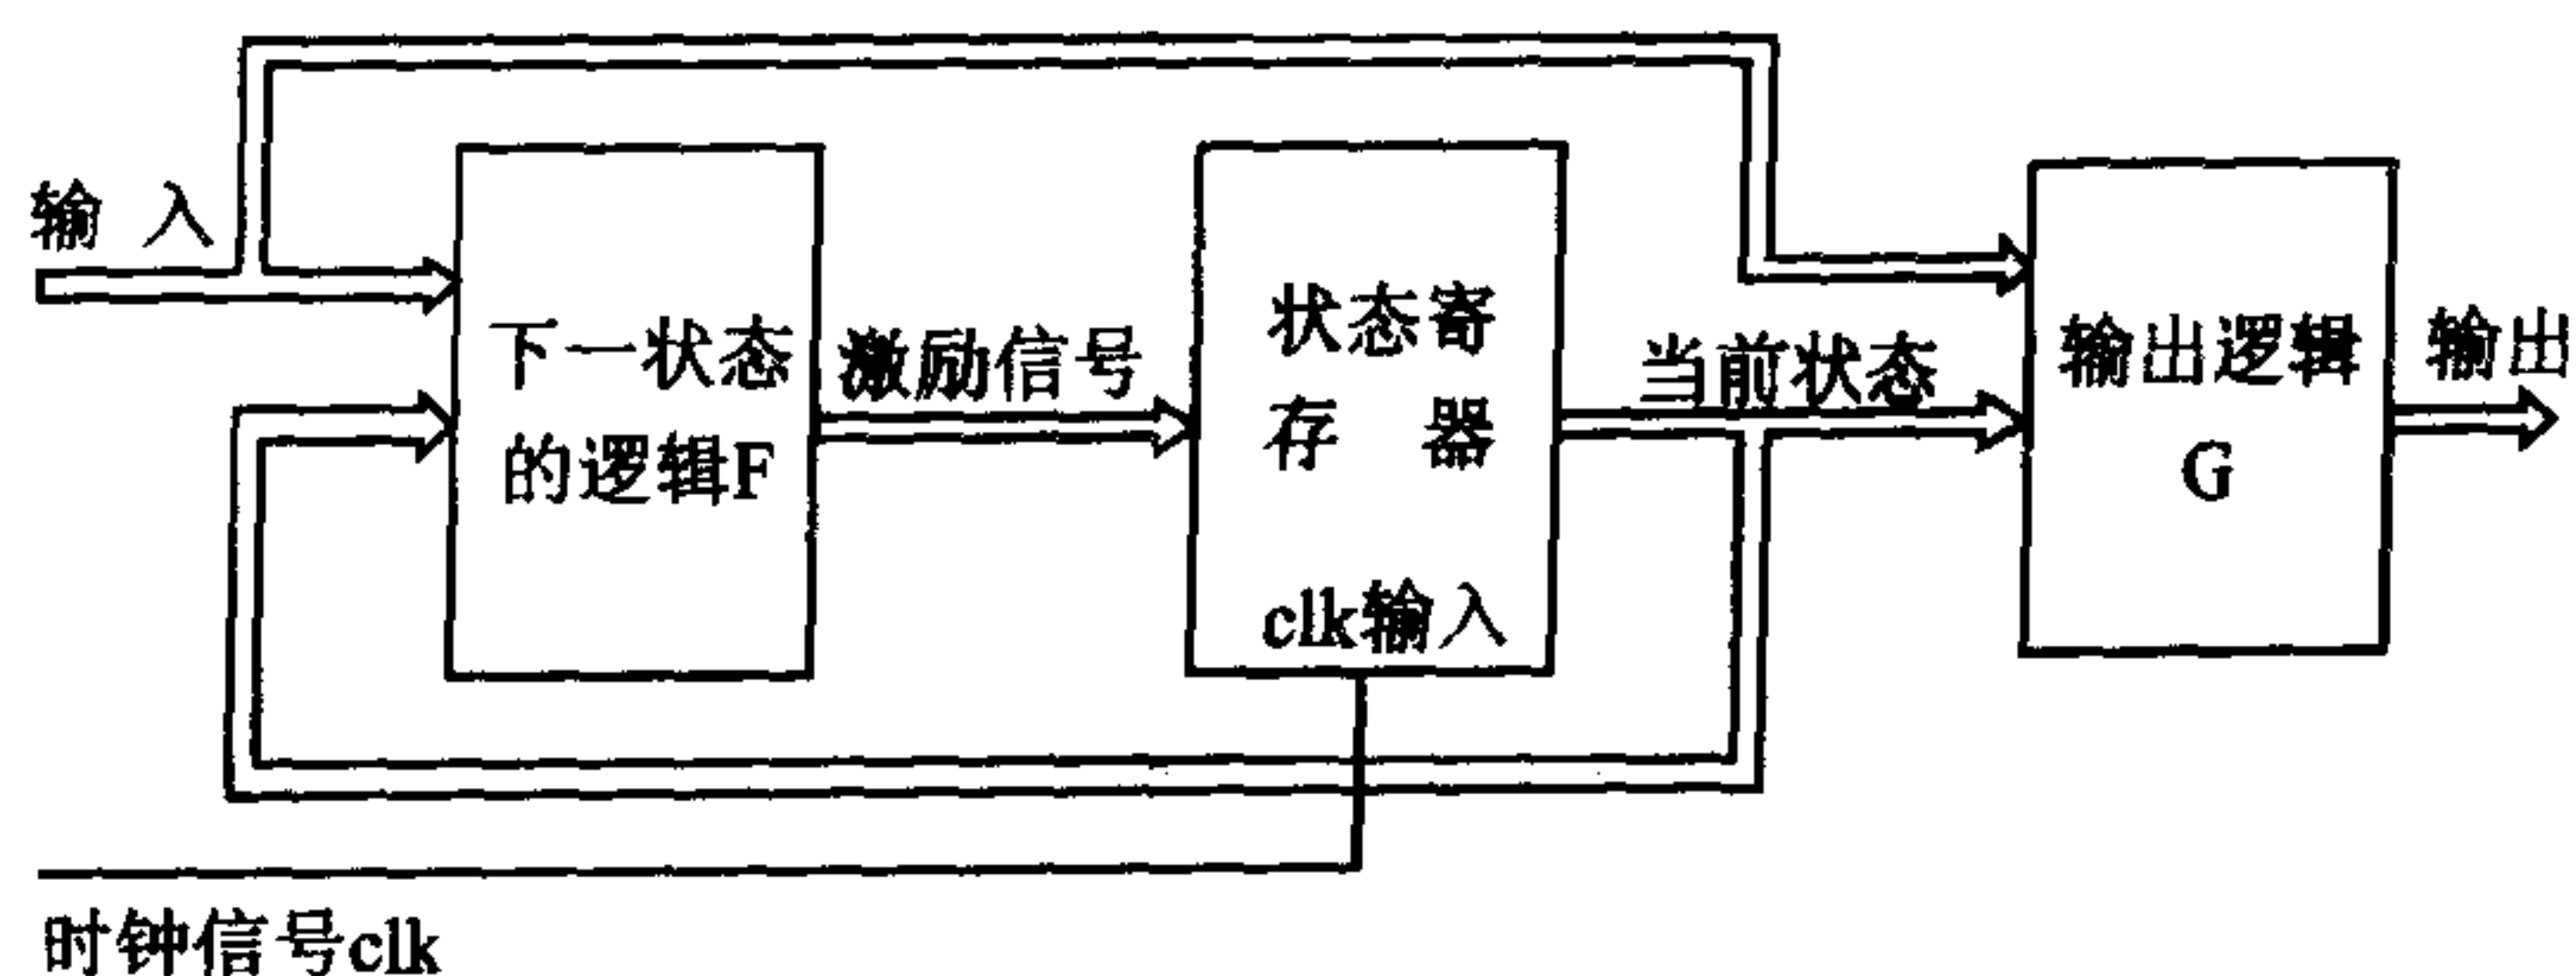 输 入
下一状态
的逻辑F
激励信号
状态寄
存 器
clk输入
当前状态
输出逻辑
G
输出
时钟信号clk